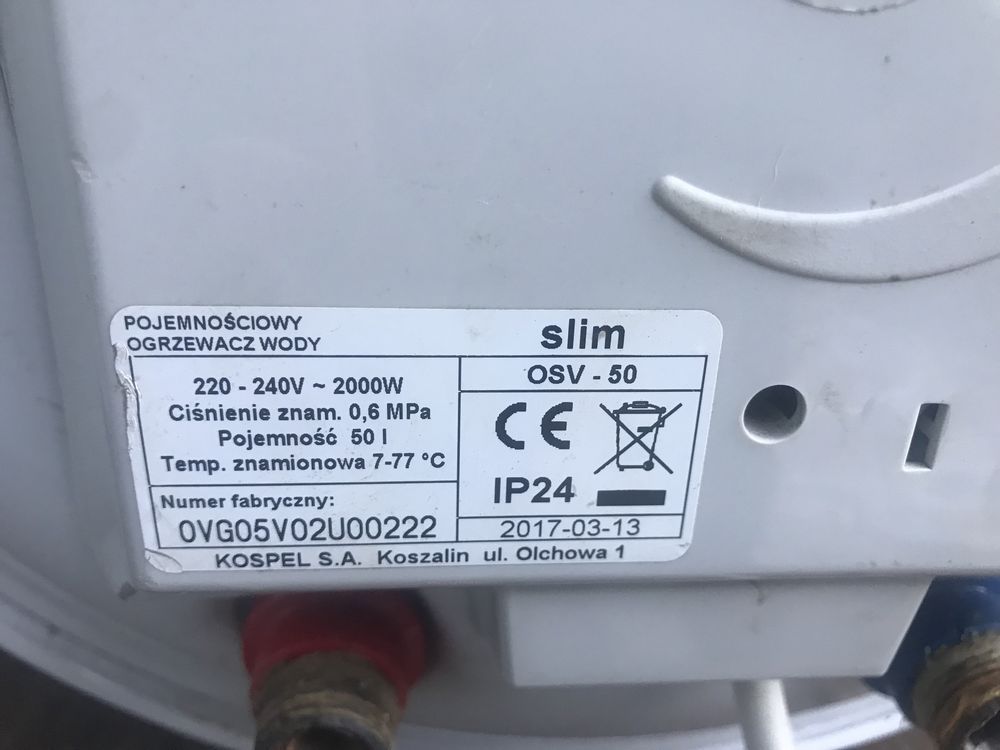 POJEMNOŚCIOWY
OGRZEWACZ WODY
slim
OSV - 50
220 - 240V ~ 2000W
Ciśnienie znam. 0,6 MPa
Pojemność 50 l
Temp. znamionowa 7-77 °C
CE
IP24
Numer fabryczny:
0VG05V02U00222
2017-03-13
KOSPEL S.A. Koszalin ul. Olchowa 1